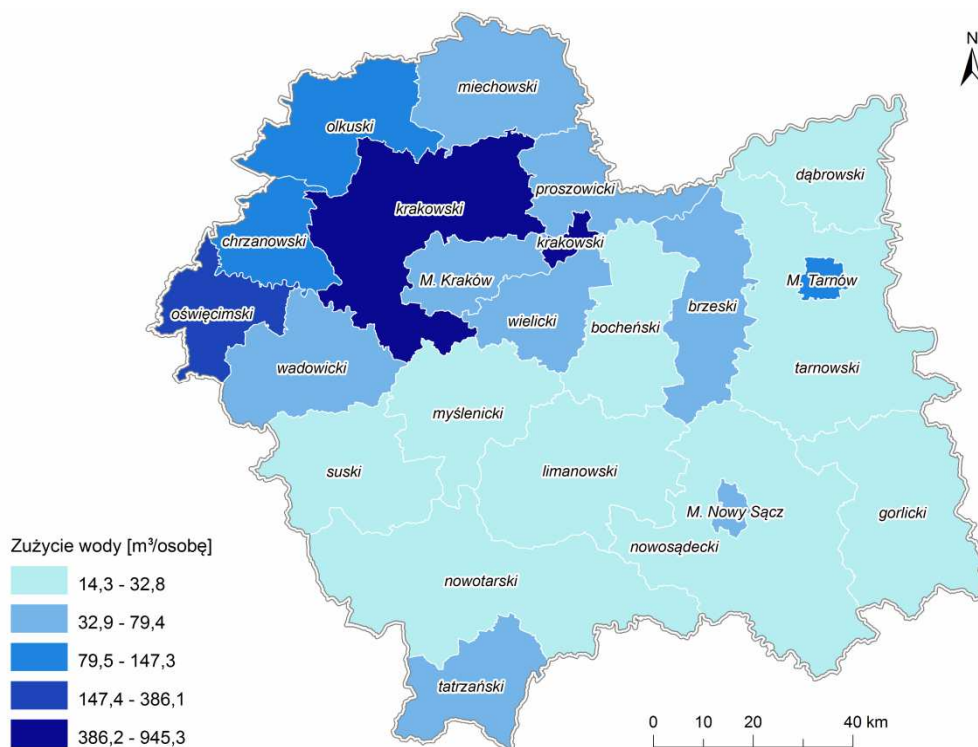 N
miechowski
olkuski
dąbrowski
proszowicki
krakowski
chrzanowski
krakowski
M. Kraków
M. Tarnów
oświęcimski
wielicki
bocheński
brzeski
wadowicki
tarnowski
myślenicki
suski
limanowski
M. Nowy Sącz
gorlicki
nowosądecki
nowotarski
tatrzański
Zużycie wody [m³/osobę]
14,3 - 32,8
32,9 - 79,4
79,5 - 147,3
147,4 - 386,1
386,2 - 945,3
0 10 20 40 km